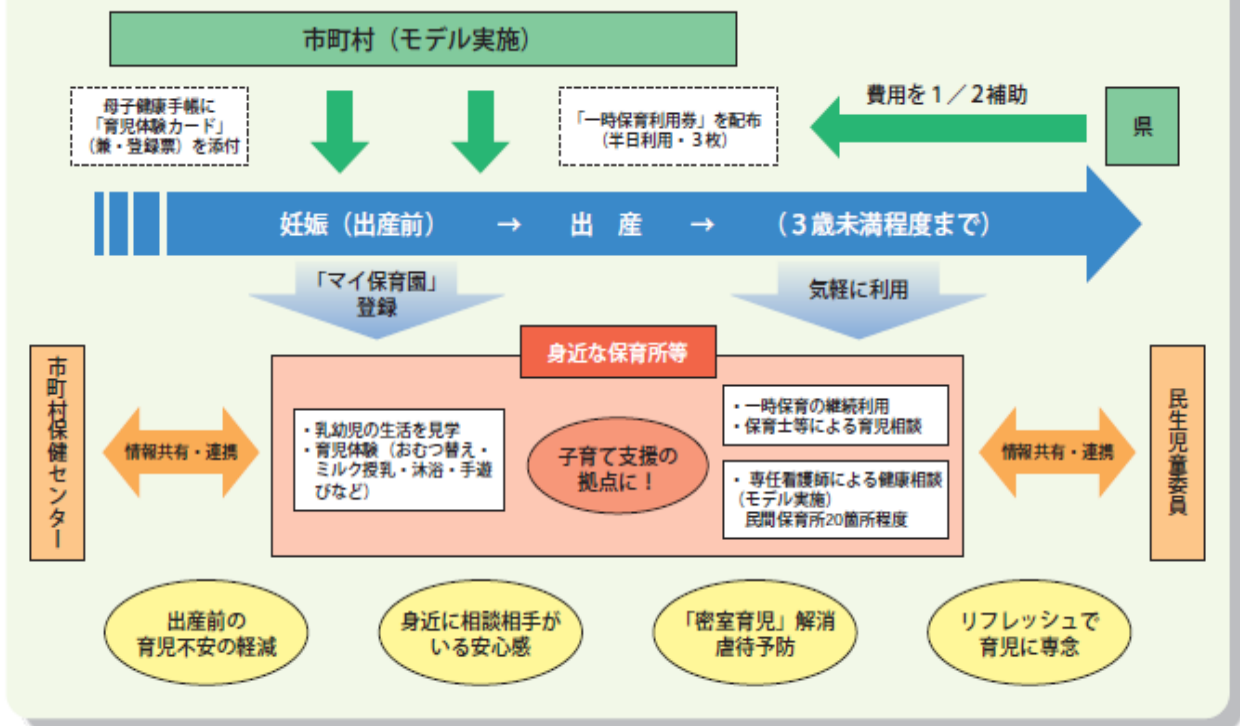 市町村（モデル実施）
母子健康手帳に
「育児体験カード」
（兼・登録票）を添付
「一時保育利用券」を配布
（半日利用・３枚）
費用を１／２補助
県
妊娠（出産前）　→　出　産　→　（３歳未満程度まで）
「マイ保育園」
登録
気軽に利用
身近な保育所等
市町村保健センター
情報共有・連携
・乳幼児の生活を見学
・育児体験（おむつ替え・
ミルク授乳・沐浴・手遊
びなど）
子育て支援の
拠点に！
・一時保育の継続利用
・保育士等による育児相談
・ 専任看護師による健康相談
（モデル実施）
民間保育所20箇所程度
情報共有・連携
民生児童委員
出産前の
育児不安の軽減
身近に相談相手が
いる安心感
「密室育児」解消
虐待予防
リフレッシュで
育児に専念